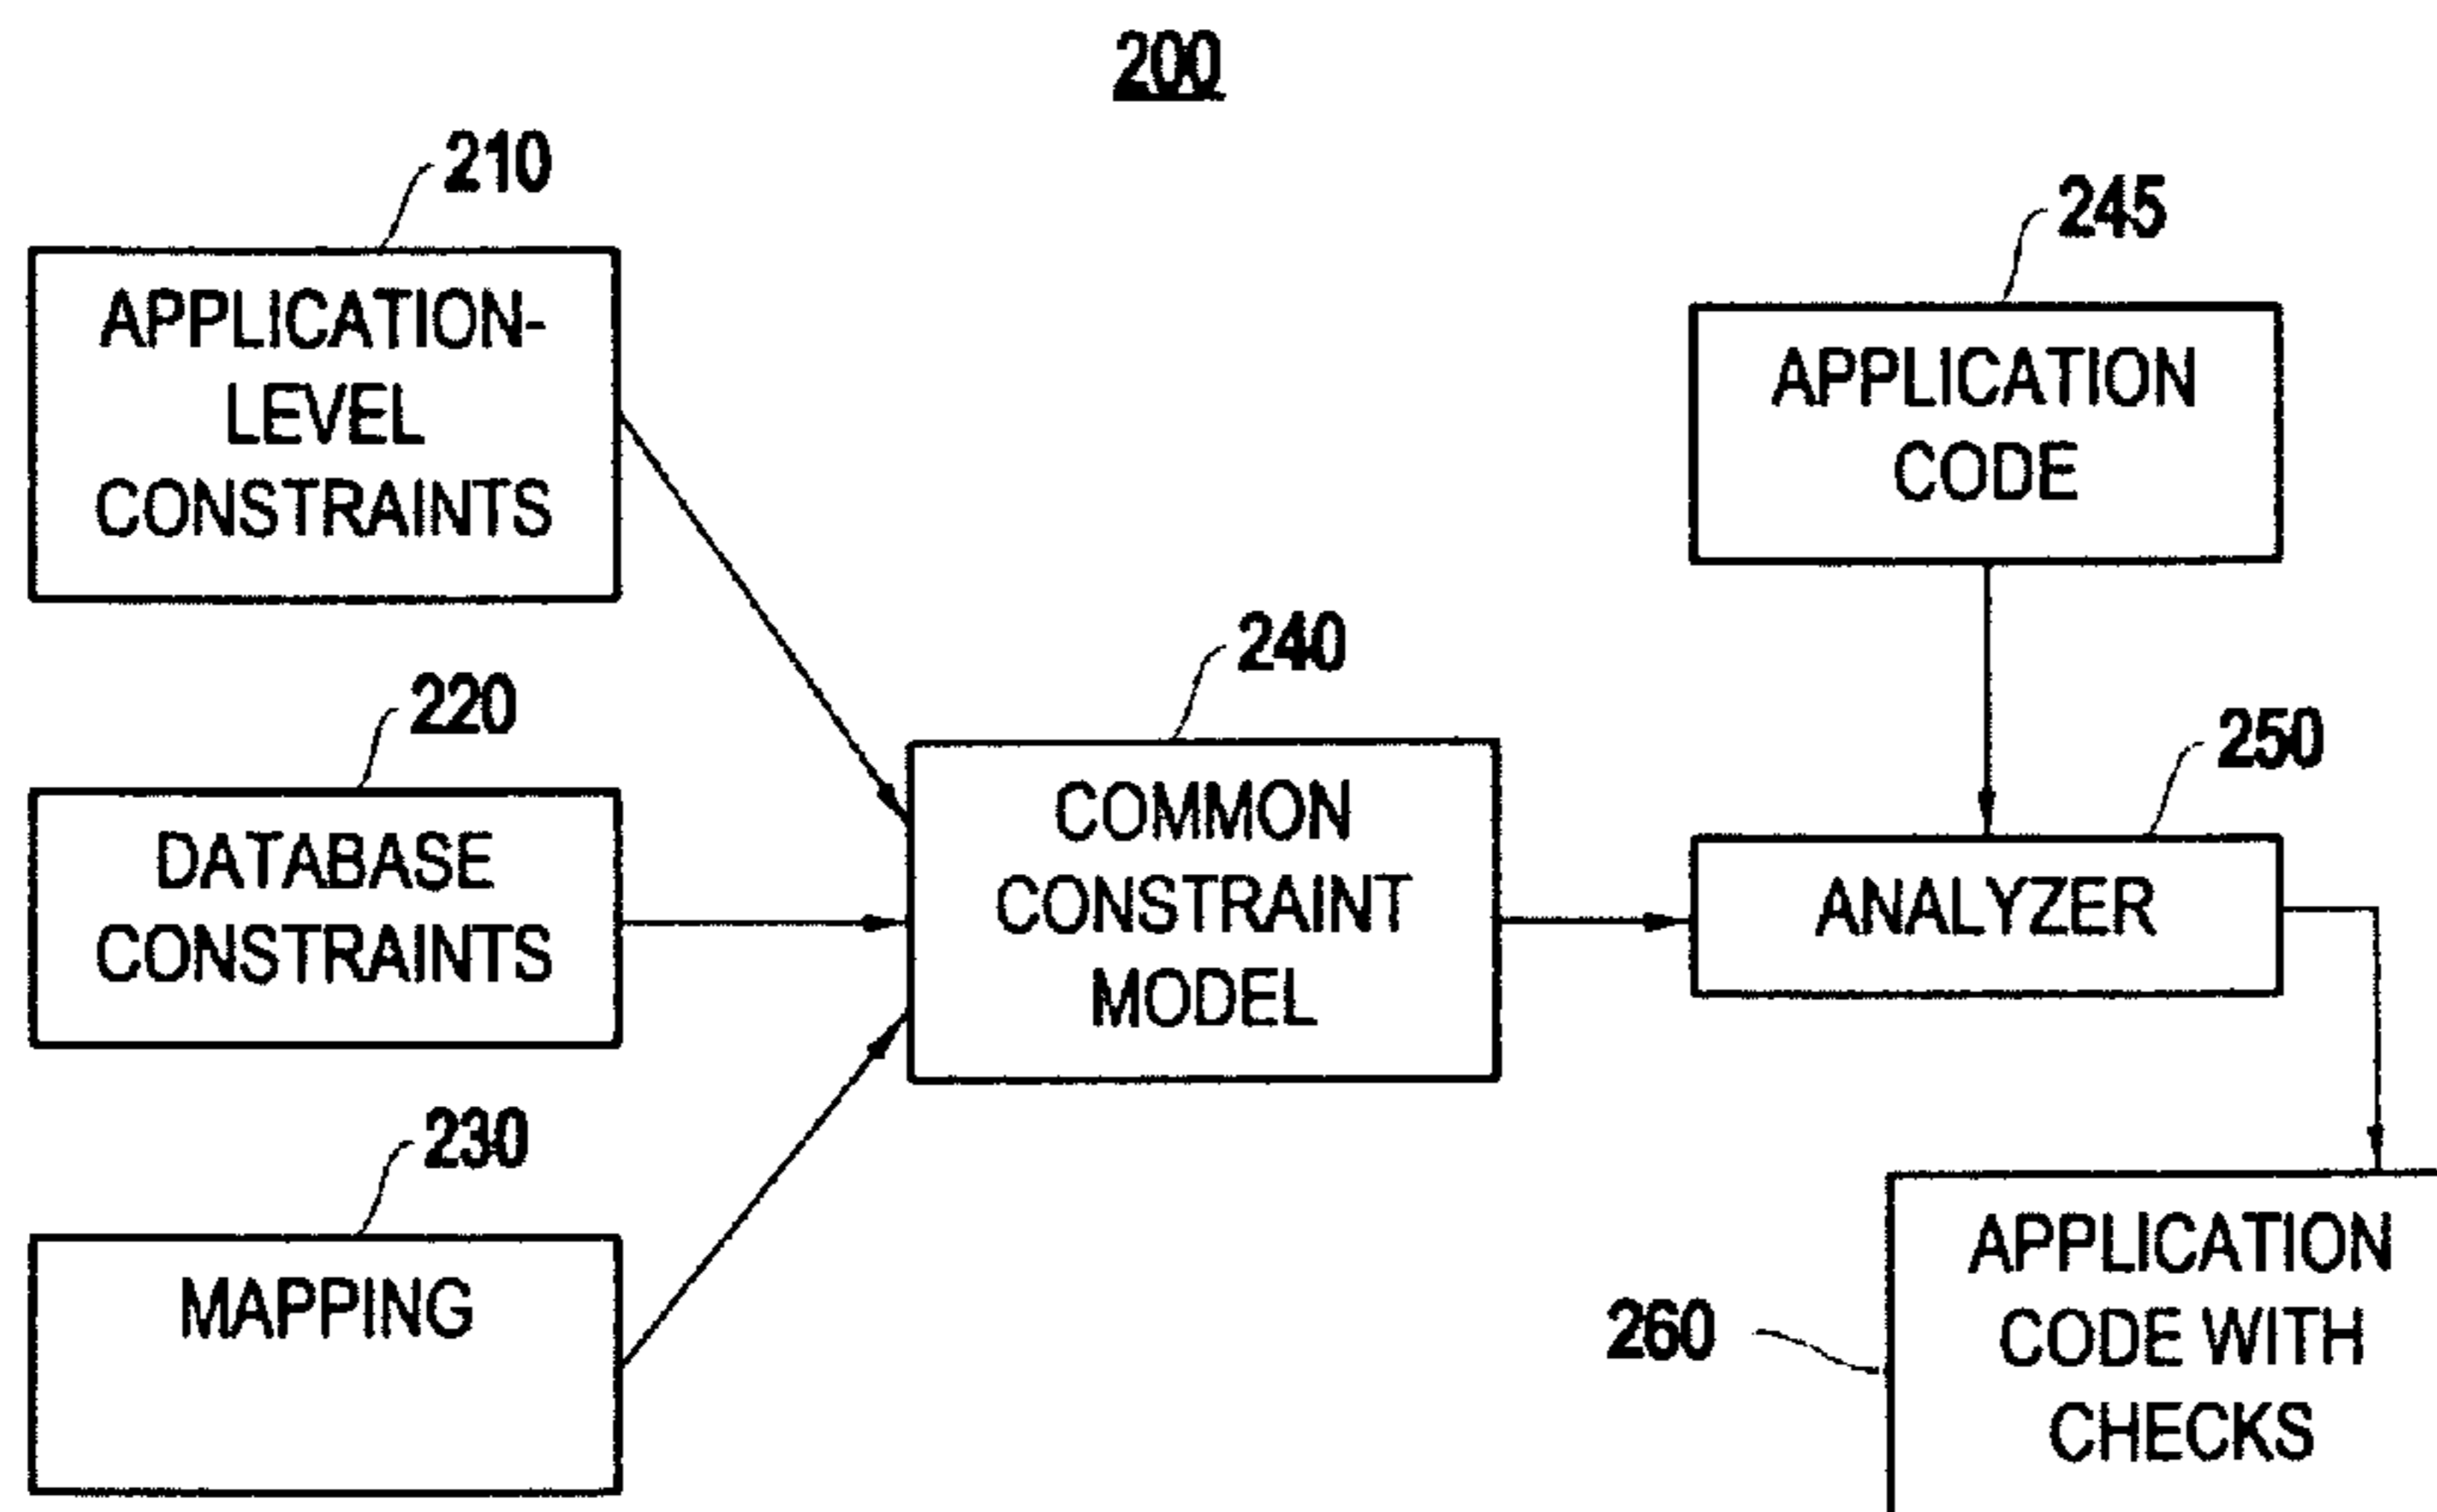 200
210
APPLICATION-
LEVEL
CONSTRAINTS
245
APPLICATION
CODE
220
DATABASE
CONSTRAINTS
240
COMMON
CONSTRAINT
MODEL
250
ANALYZER
230
MAPPING
260
APPLICATION
CODE WITH
CHECKS